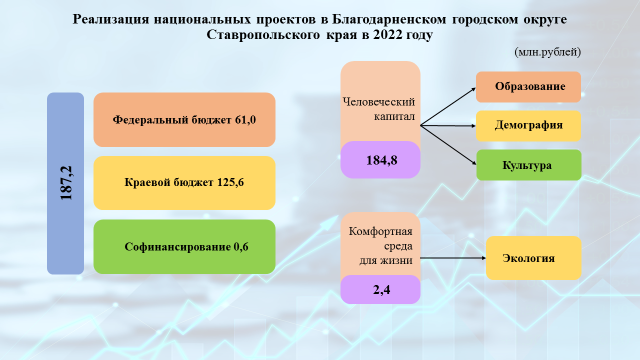 Реализация национальных проектов в Благодарненском городском округе
Ставропольского края в 2022 году
(млн.рублей)
187,2
Федеральный бюджет 61,0
Краевой бюджет 125,6
Софинансирование 0,6
Человеческий
капитал
184,8
Образование
Демография
Культура
Комфортная
среда
для жизни
2,4
Экология